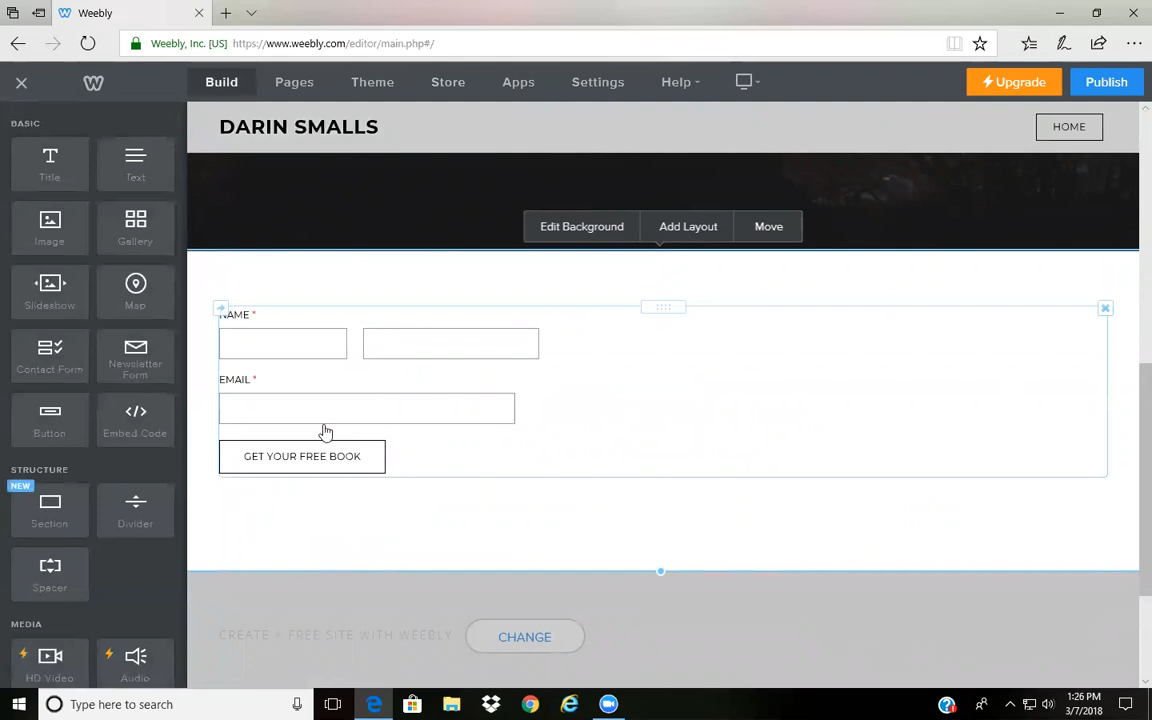 Weebly
Weebly, Inc. [US] https://www.weebly.com/editor/main.php#/
Build Pages Theme Store Apps Settings Help Upgrade Publish
BASIC
Title Text
Image Gallery
Slideshow Map
Contact Form Newsletter Form
Button Embed Code
STRUCTURE
NEW
Section Divider
Spacer
MEDIA
HD Video Audio
DARIN SMALLS HOME
Edit Background Add Layout Move
NAME *
EMAIL *
GET YOUR FREE BOOK
CREATE A FREE SITE WITH WEEBLY CHANGE
Type here to search
1:26 PM
3/7/2018